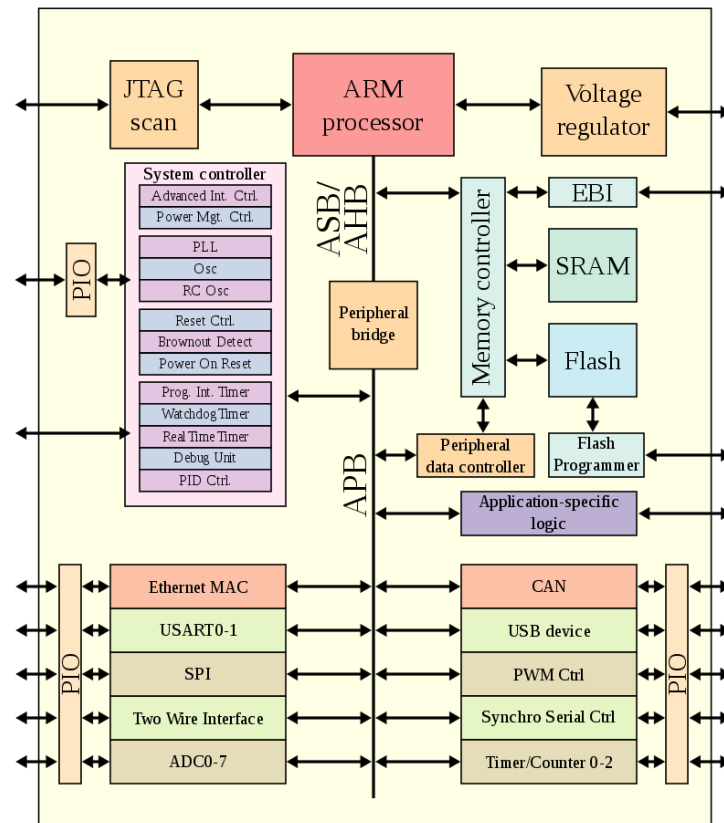 JTAG
scan
ARM
processor
Voltage
regulator
System controller
Advanced Int. Ctrl.
Power Mgt. Ctrl.
PLL
Osc
RC Osc
Reset Ctrl.
Brownout Detect
Power On Reset
Prog. Int. Timer
Watchdog Timer
Real Time Timer
Debug Unit
PID Ctrl.
PIO
ASB/
AHB
Peripheral
bridge
APB
Memory controller
EBI
SRAM
Flash
Peripheral
data controller
Flash
Programmer
Application-specific
logic
PIO
Ethernet MAC
USART0-1
SPI
Two Wire Interface
ADC0-7
CAN
USB device
PWM Ctrl
Synchro Serial Ctrl
Timer/Counter 0-2
PIO